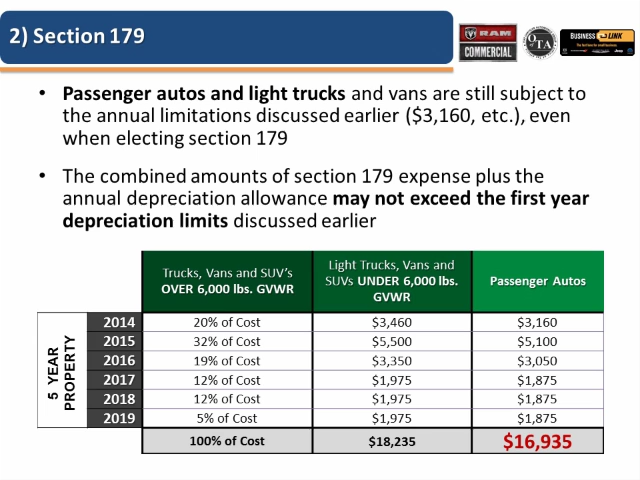 2) Section 179
RAM
COMMERCIAL
OTA
BUSINESS LINK
• Passenger autos and light trucks and vans are still subject to
the annual limitations discussed earlier ($3,160, etc.), even
when electing section 179
• The combined amounts of section 179 expense plus the
annual depreciation allowance may not exceed the first year
depreciation limits discussed earlier
Trucks, Vans and SUV's
OVER 6,000 lbs. GVWR
Light Trucks, Vans and
SUVs UNDER 6,000 lbs.
GVWR
Passenger Autos
5 YEAR
PROPERTY
2014 20% of Cost $3,460 $3,160
2015 32% of Cost $5,500 $5,100
2016 19% of Cost $3,350 $3,050
2017 12% of Cost $1,975 $1,875
2018 12% of Cost $1,975 $1,875
2019 5% of Cost $1,975 $1,875
100% of Cost $18,235 $16,935